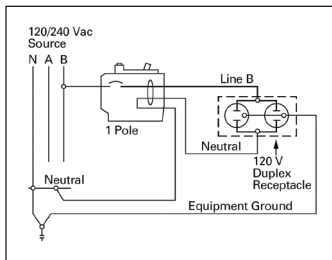 120/240 Vac
Source
N A B
Line B
1 Pole
Neutral
120 V
Duplex
Receptacle
Neutral
Equipment Ground